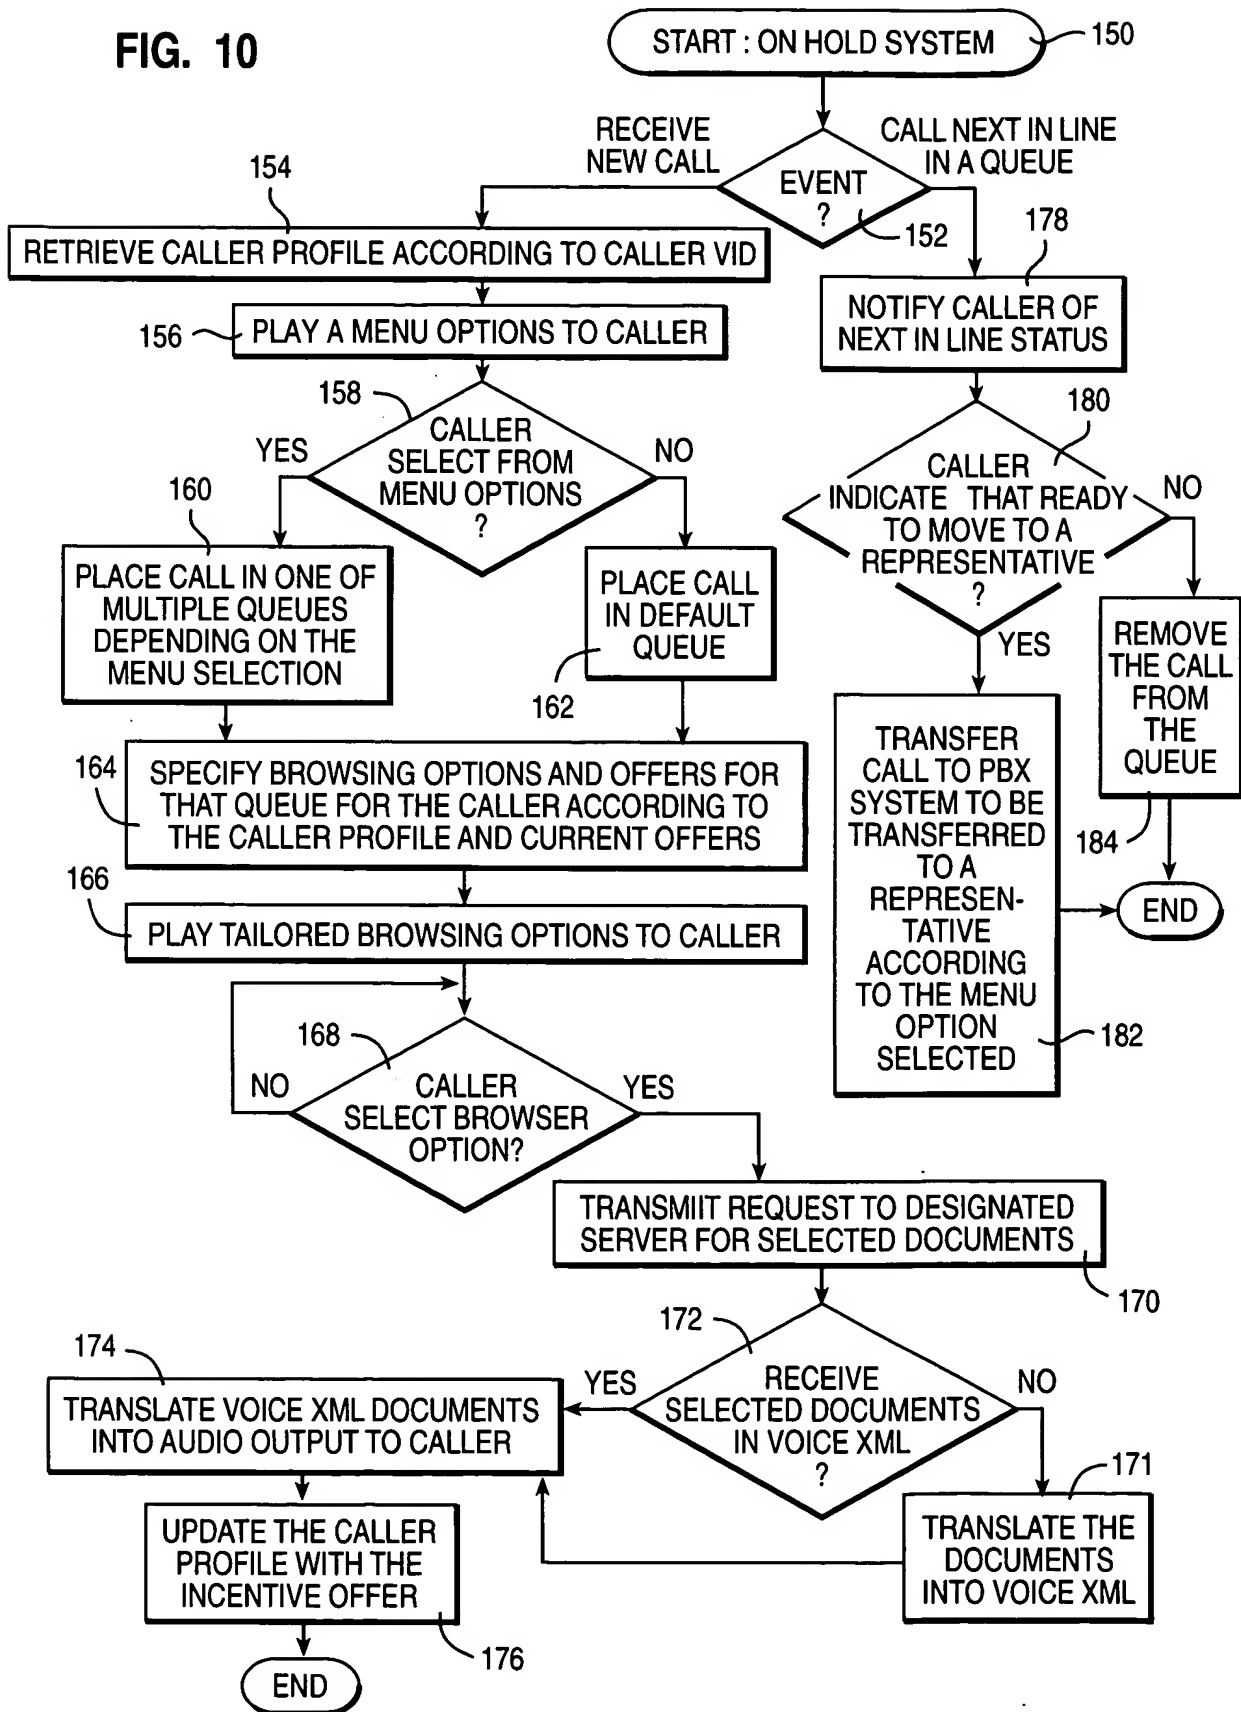 FIG. 10
START : ON HOLD SYSTEM
150
RECEIVE
NEW CALL
CALL NEXT IN LINE
IN A QUEUE
EVENT
?
152
154
RETRIEVE CALLER PROFILE ACCORDING TO CALLER VID
156
PLAY A MENU OPTIONS TO CALLER
158
CALLER
SELECT FROM
MENU OPTIONS
?
YES
NO
160
PLACE CALL IN ONE OF
MULTIPLE QUEUES
DEPENDING ON THE
MENU SELECTION
PLACE CALL
IN DEFAULT
QUEUE
162
164
SPECIFY BROWSING OPTIONS AND OFFERS FOR
THAT QUEUE FOR THE CALLER ACCORDING TO
THE CALLER PROFILE AND CURRENT OFFERS
166
PLAY TAILORED BROWSING OPTIONS TO CALLER
168
NO
CALLER
SELECT BROWSER
OPTION?
YES
TRANSMIIT REQUEST TO DESIGNATED
SERVER FOR SELECTED DOCUMENTS
170
172
RECEIVE
SELECTED DOCUMENTS
IN VOICE XML
?
YES
NO
174
TRANSLATE VOICE XML DOCUMENTS
INTO AUDIO OUTPUT TO CALLER
171
TRANSLATE THE
DOCUMENTS
INTO VOICE XML
UPDATE THE CALLER
PROFILE WITH THE
INCENTIVE OFFER
176
END
178
NOTIFY CALLER OF
NEXT IN LINE STATUS
180
CALLER
INDICATE THAT READY
TO MOVE TO A
REPRESENTATIVE
?
NO
YES
REMOVE
THE CALL
FROM
THE
QUEUE
184
TRANSFER
CALL TO PBX
SYSTEM TO BE
TRANSFERRED
TO A
REPRESEN-
TATIVE
ACCORDING
TO THE MENU
OPTION
SELECTED
182
END